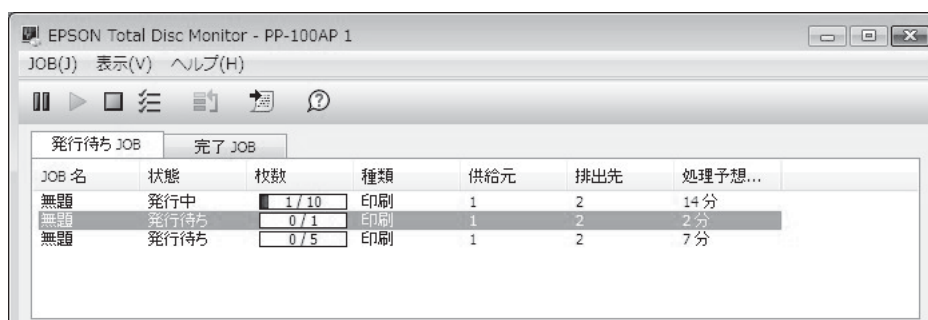 EPSON Total Disc Monitor - PP-100AP 1
JOB(J) 表示(V) ヘルプ(H)
発行待ち JOB 完了 JOB
JOB 名 状態 枚数 種類 供給元 排出先 処理予想...
無題 発行中 1 / 10 印刷 1 2 14 分
無題 発行待ち 0 / 1 印刷 1 2 2 分
無題 発行待ち 0 / 5 印刷 1 2 7 分